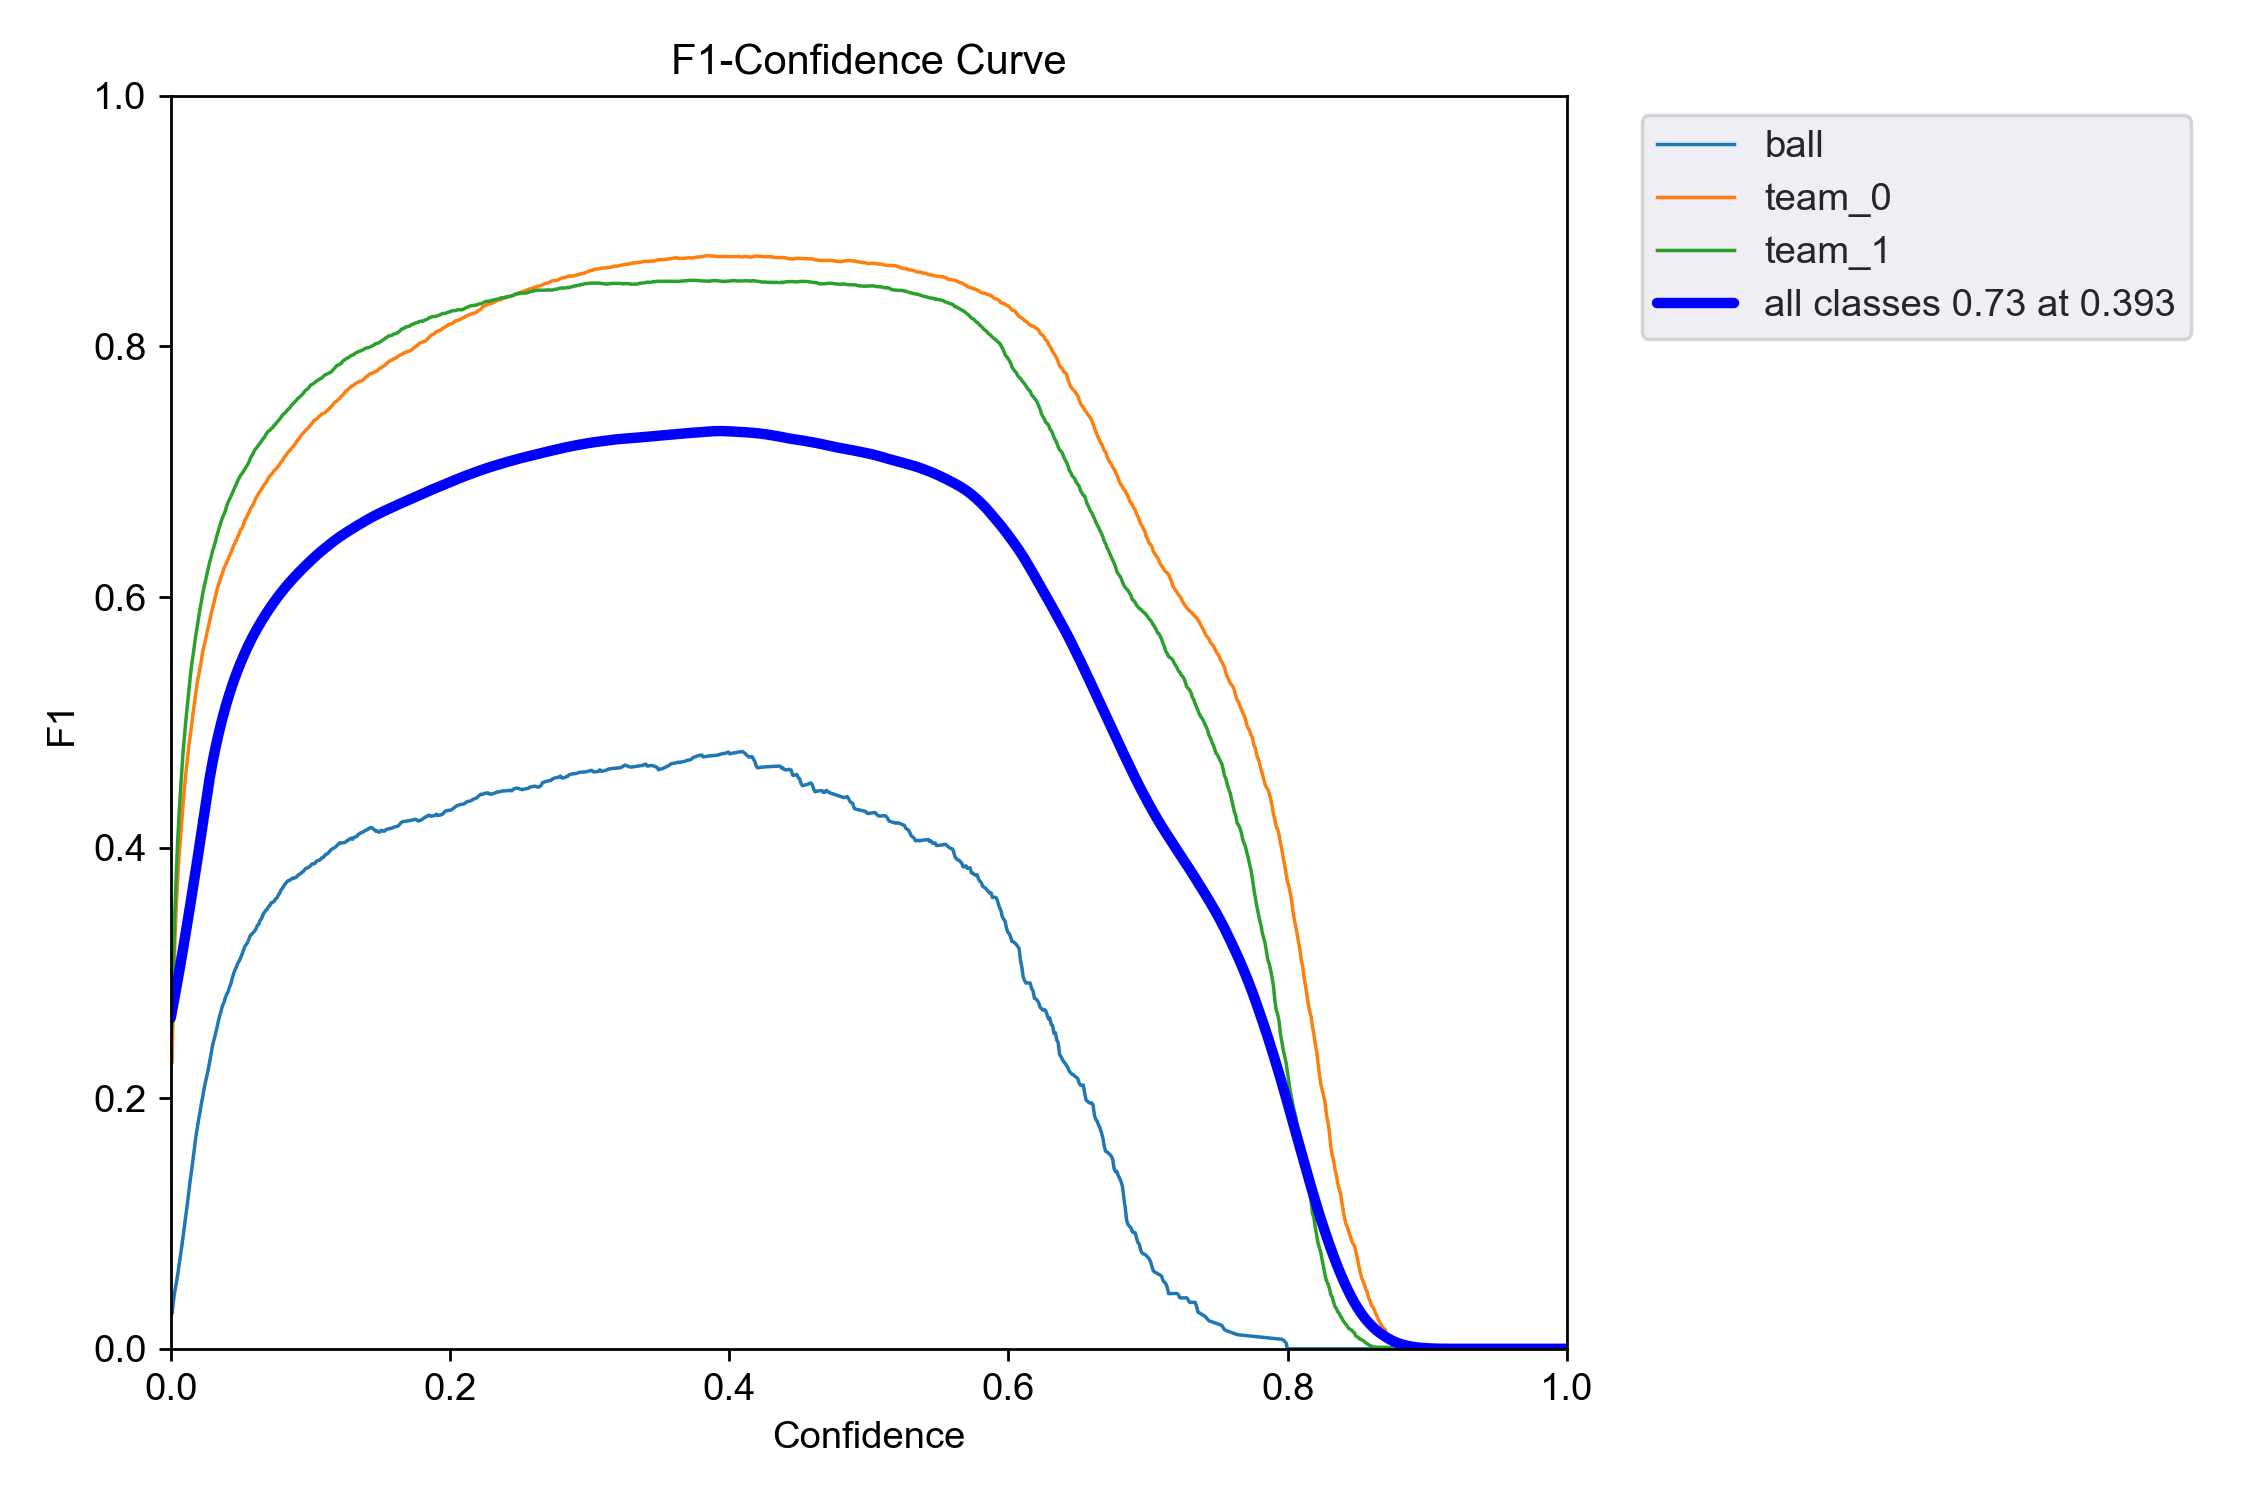 F1-Confidence Curve
1.0
0.8
0.6
0.4
0.2
0.0
F1
0.0 0.2 0.4 0.6 0.8 1.0
Confidence
ball
team_0
team_1
all classes 0.73 at 0.393